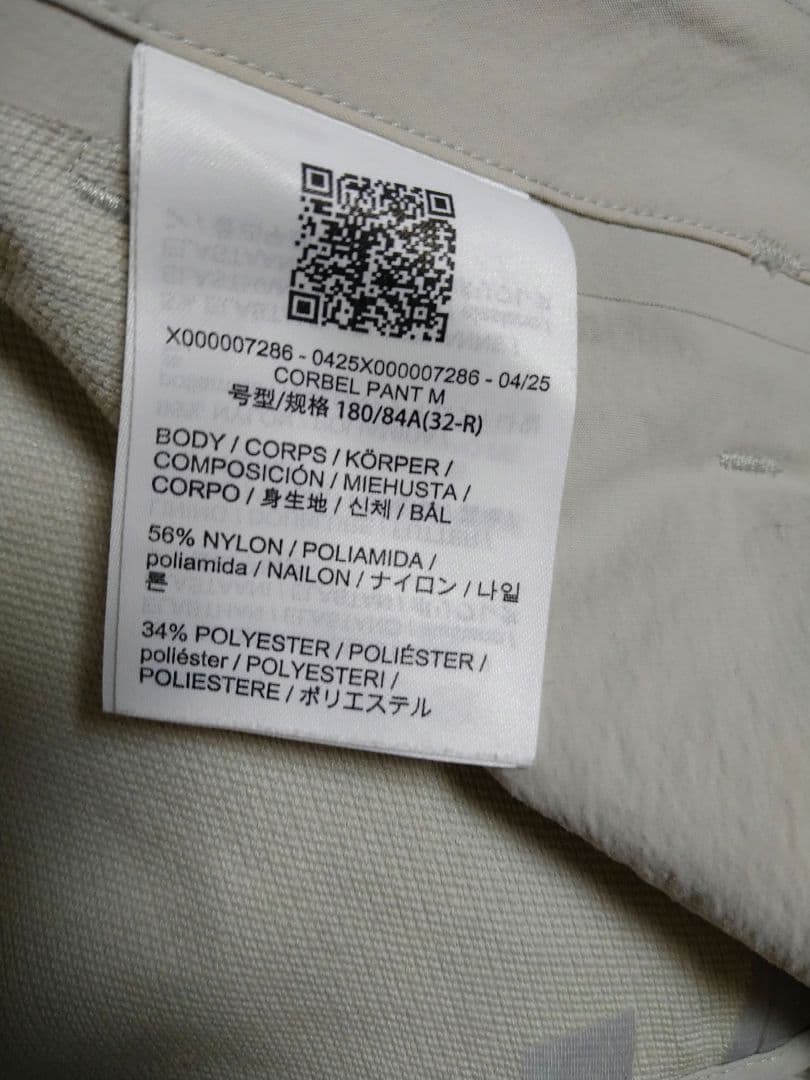 X000007286 - 0425X000007286 - 04/25
CORBEL PANT M
号型/规格 180/84A(32-R)
BODY / CORPS / KÖRPER /
COMPOSICIÓN / MIEHUSTA /
CORPO / 身生地 / 신체 / BÅL
56% NYLON / POLIAMIDA /
poliamida / NAILON / ナイロン / 나일
론
34% POLYESTER / POLIÉSTER /
poliéster / POLYESTERI /
POLIESTERE / ポリエステル